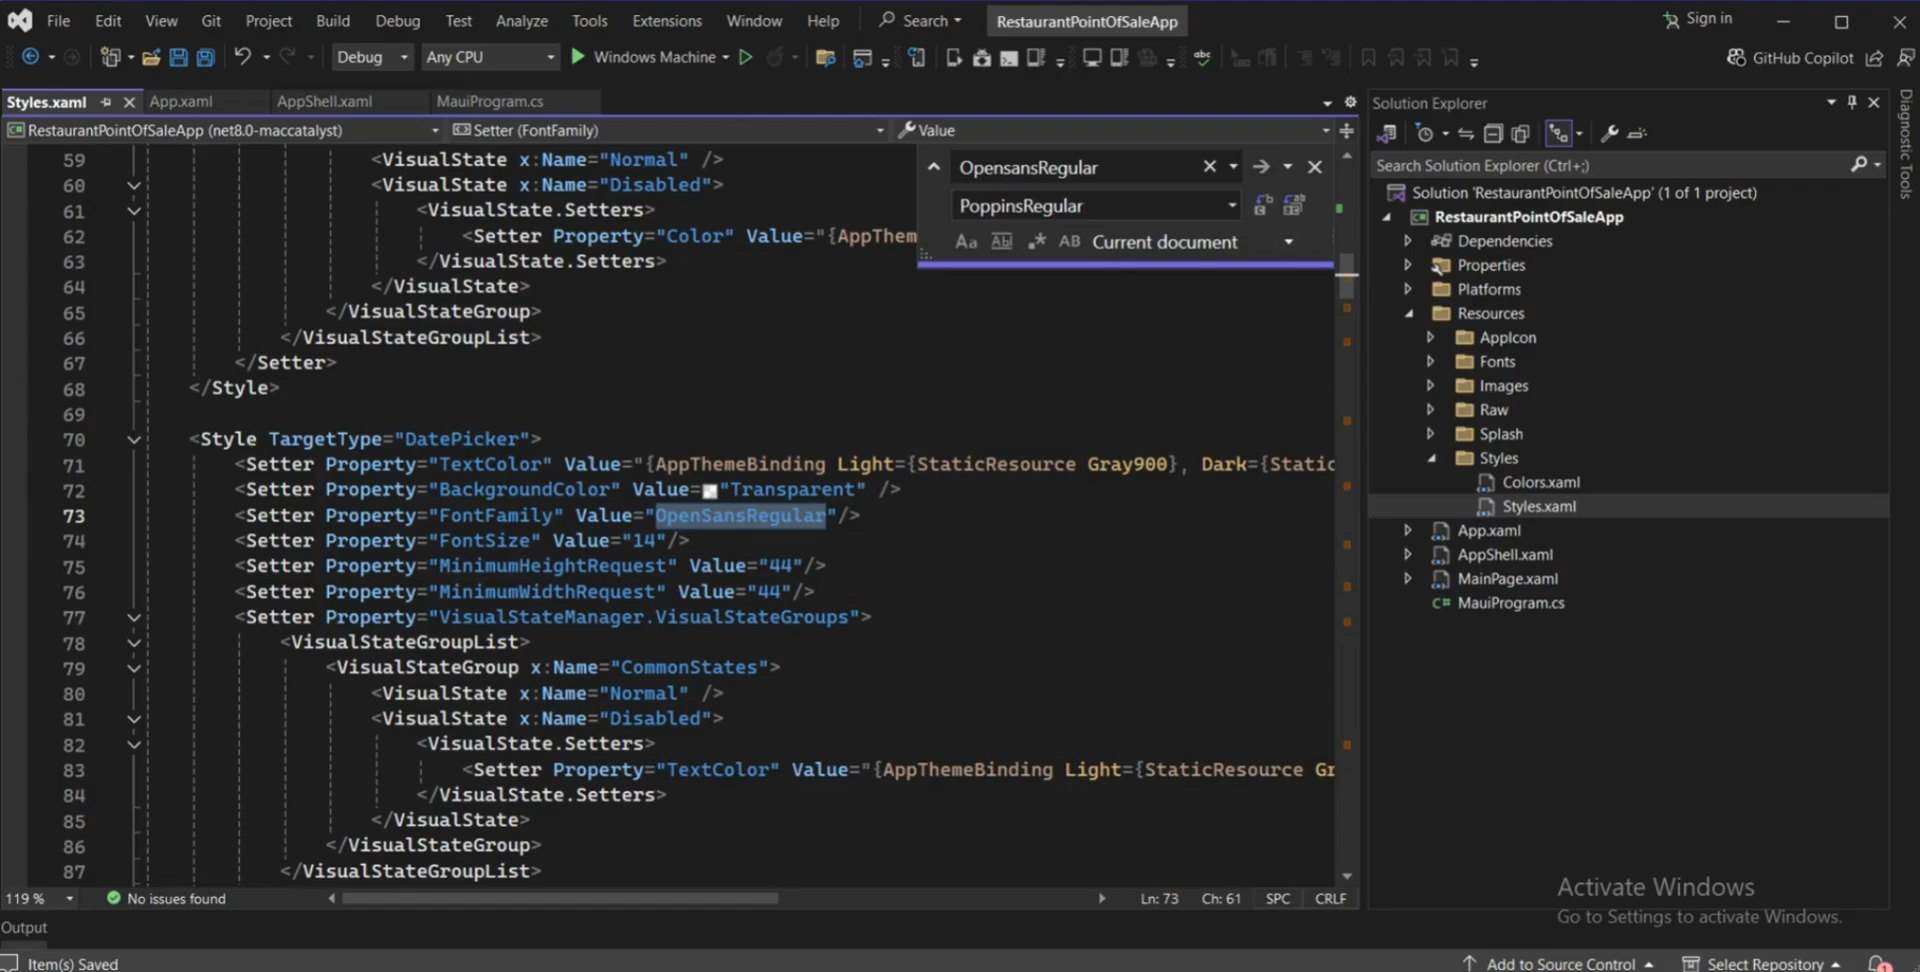 File Edit View Git Project Build Debug Test Analyze Tools Extensions Window Help Search RestaurantPointOfSaleApp Sign in
Debug Any CPU Windows Machine GitHub Copilot
Styles.xaml App.xaml AppShell.xaml MauiProgram.cs
RestaurantPointOfSaleApp (net8.0-maccatalyst) Setter (FontFamily) Value
OpensansRegular
PoppinsRegular
Aa Ab AB Current document
59 <VisualState x:Name="Normal" />
60 <VisualState x:Name="Disabled">
61 <VisualState.Setters>
62 <Setter Property="Color" Value="{AppThem
63 </VisualState.Setters>
64 </VisualState>
65 </VisualStateGroup>
66 </VisualStateGroupList>
67 </Setter>
68 </Style>
69
70 <Style TargetType="DatePicker">
71 <Setter Property="TextColor" Value="{AppThemeBinding Light={StaticResource Gray900}, Dark={Static
72 <Setter Property="BackgroundColor" Value="Transparent" />
73 <Setter Property="FontFamily" Value="OpenSansRegular"/>
74 <Setter Property="FontSize" Value="14"/>
75 <Setter Property="MinimumHeightRequest" Value="44"/>
76 <Setter Property="MinimumWidthRequest" Value="44"/>
77 <Setter Property="VisualStateManager.VisualStateGroups">
78 <VisualStateGroupList>
79 <VisualStateGroup x:Name="CommonStates">
80 <VisualState x:Name="Normal" />
81 <VisualState x:Name="Disabled">
82 <VisualState.Setters>
83 <Setter Property="TextColor" Value="{AppThemeBinding Light={StaticResource Gr
84 </VisualState.Setters>
85 </VisualState>
86 </VisualStateGroup>
87 </VisualStateGroupList>
119 % No issues found Ln: 73 Ch: 61 SPC CRLF
Output
Item(s) Saved
Solution Explorer
Search Solution Explorer (Ctrl+;)
Solution 'RestaurantPointOfSaleApp' (1 of 1 project)
RestaurantPointOfSaleApp
Dependencies
Properties
Platforms
Resources
AppIcon
Fonts
Images
Raw
Splash
Styles
Colors.xaml
Styles.xaml
App.xaml
AppShell.xaml
MainPage.xaml
C# MauiProgram.cs
Diagnostic Tools
Activate Windows
Go to Settings to activate Windows.
Add to Source Control Select Repository